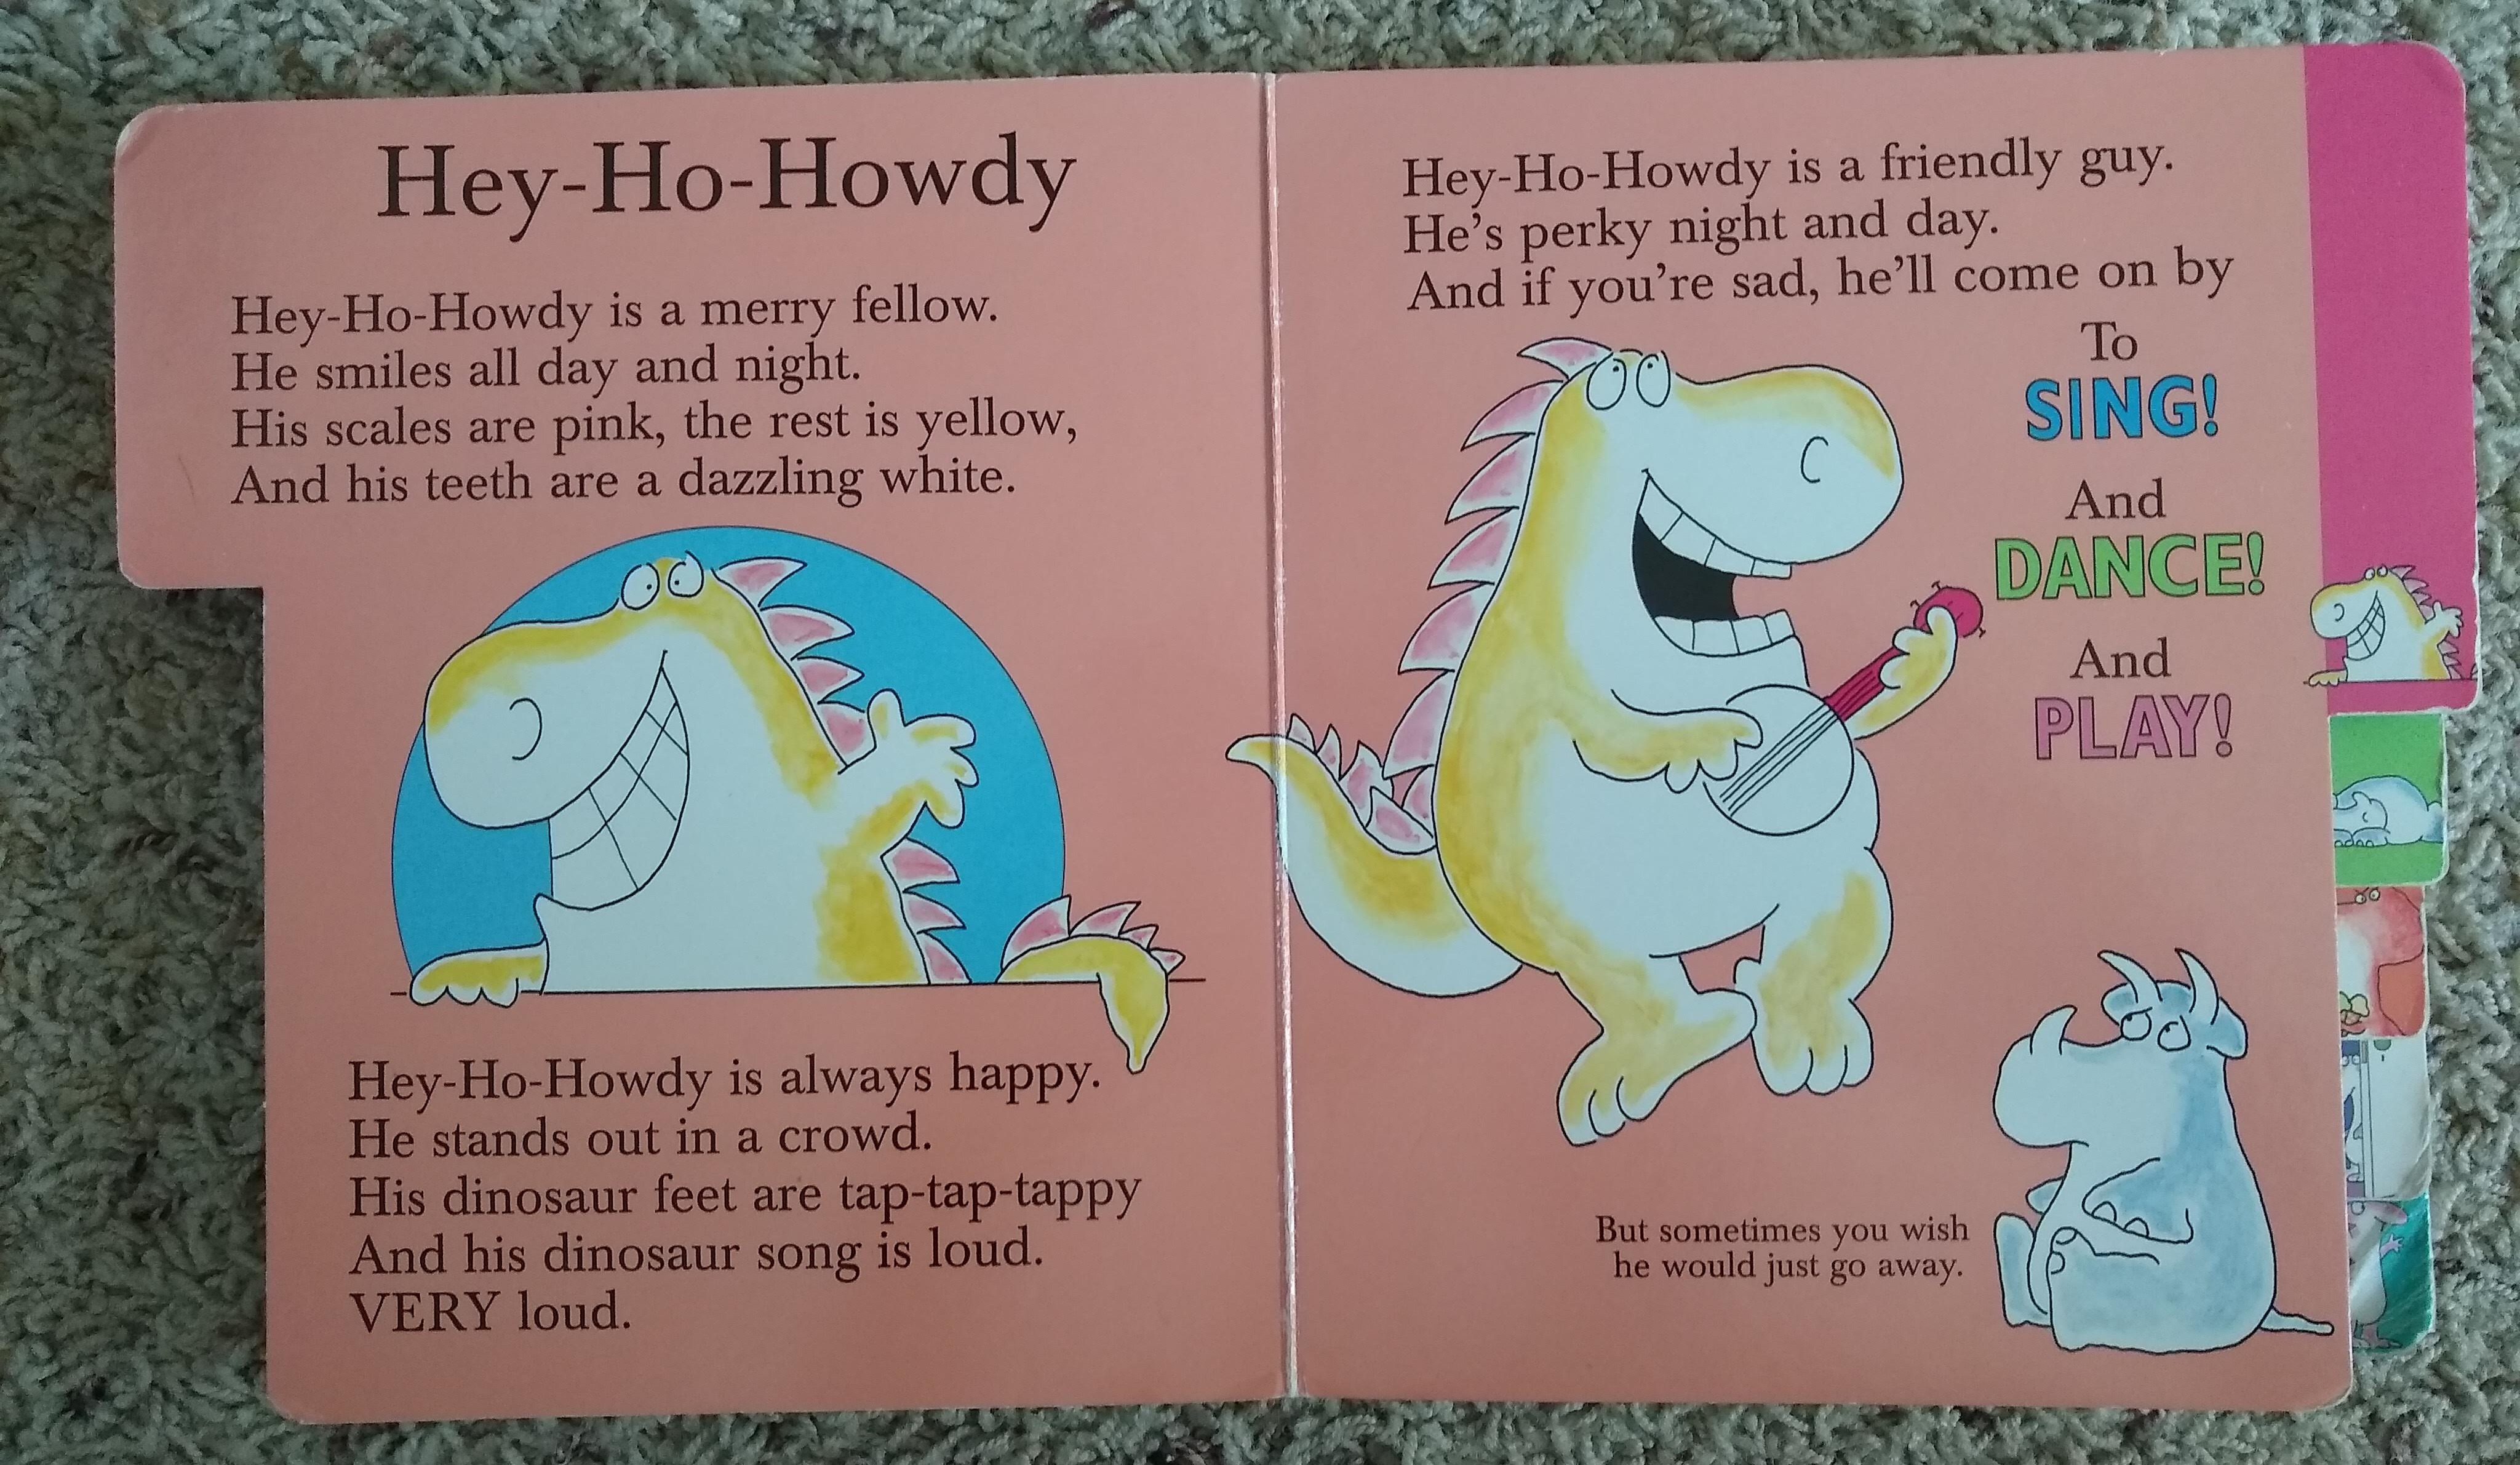 Hey-Ho-Howdy
Hey-Ho-Howdy is a merry fellow.
He smiles all day and night.
His scales are pink, the rest is yellow,
And his teeth are a dazzling white.
Hey-Ho-Howdy is always happy.
He stands out in a crowd.
His dinosaur feet are tap-tap-tappy
And his dinosaur song is loud.
VERY loud.
Hey-Ho-Howdy is a friendly guy.
He's perky night and day.
And if you're sad, he'll come on by
To
SING!
And
DANCE!
And
PLAY!
But sometimes you wish
he would just go away.